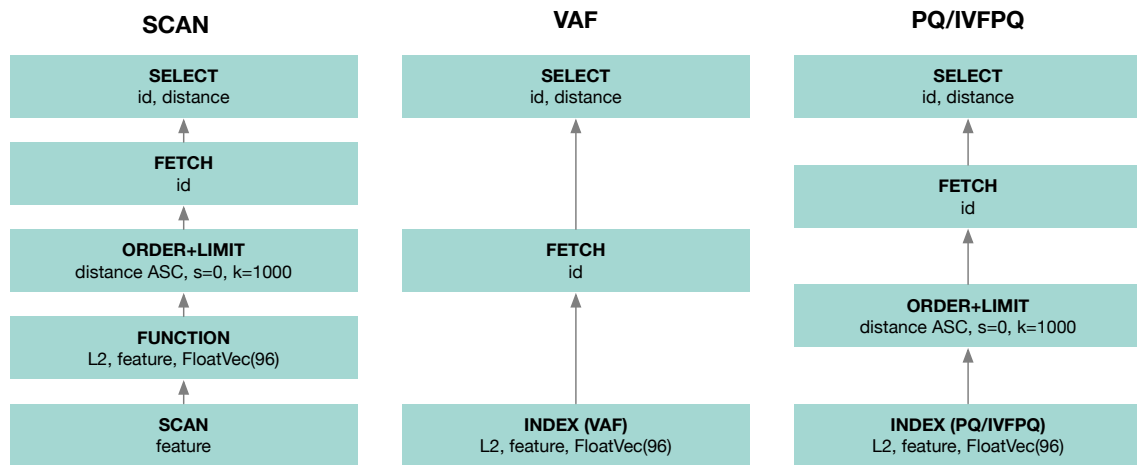 SCAN
SELECT
id, distance
FETCH
id
ORDER+LIMIT
distance ASC, s=0, k=1000
FUNCTION
L2, feature, FloatVec(96)
SCAN
feature
VAF
SELECT
id, distance
FETCH
id
INDEX (VAF)
L2, feature, FloatVec(96)
PQ/IVFPQ
SELECT
id, distance
FETCH
id
ORDER+LIMIT
distance ASC, s=0, k=1000
INDEX (PQ/IVFPQ)
L2, feature, FloatVec(96)